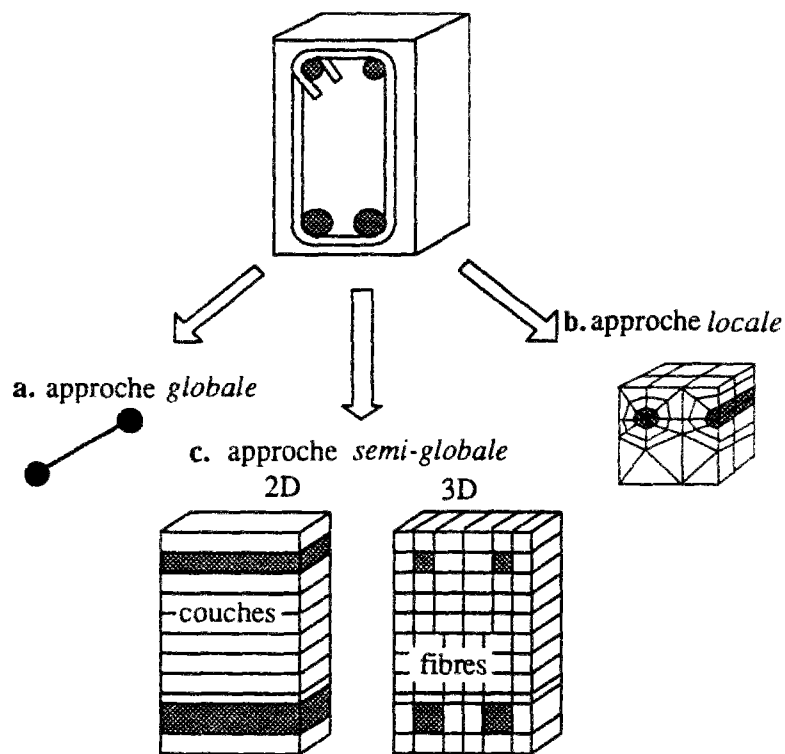 b. approche locale
a. approche globale
c. approche semi-globale
2D 3D
couches
fibres